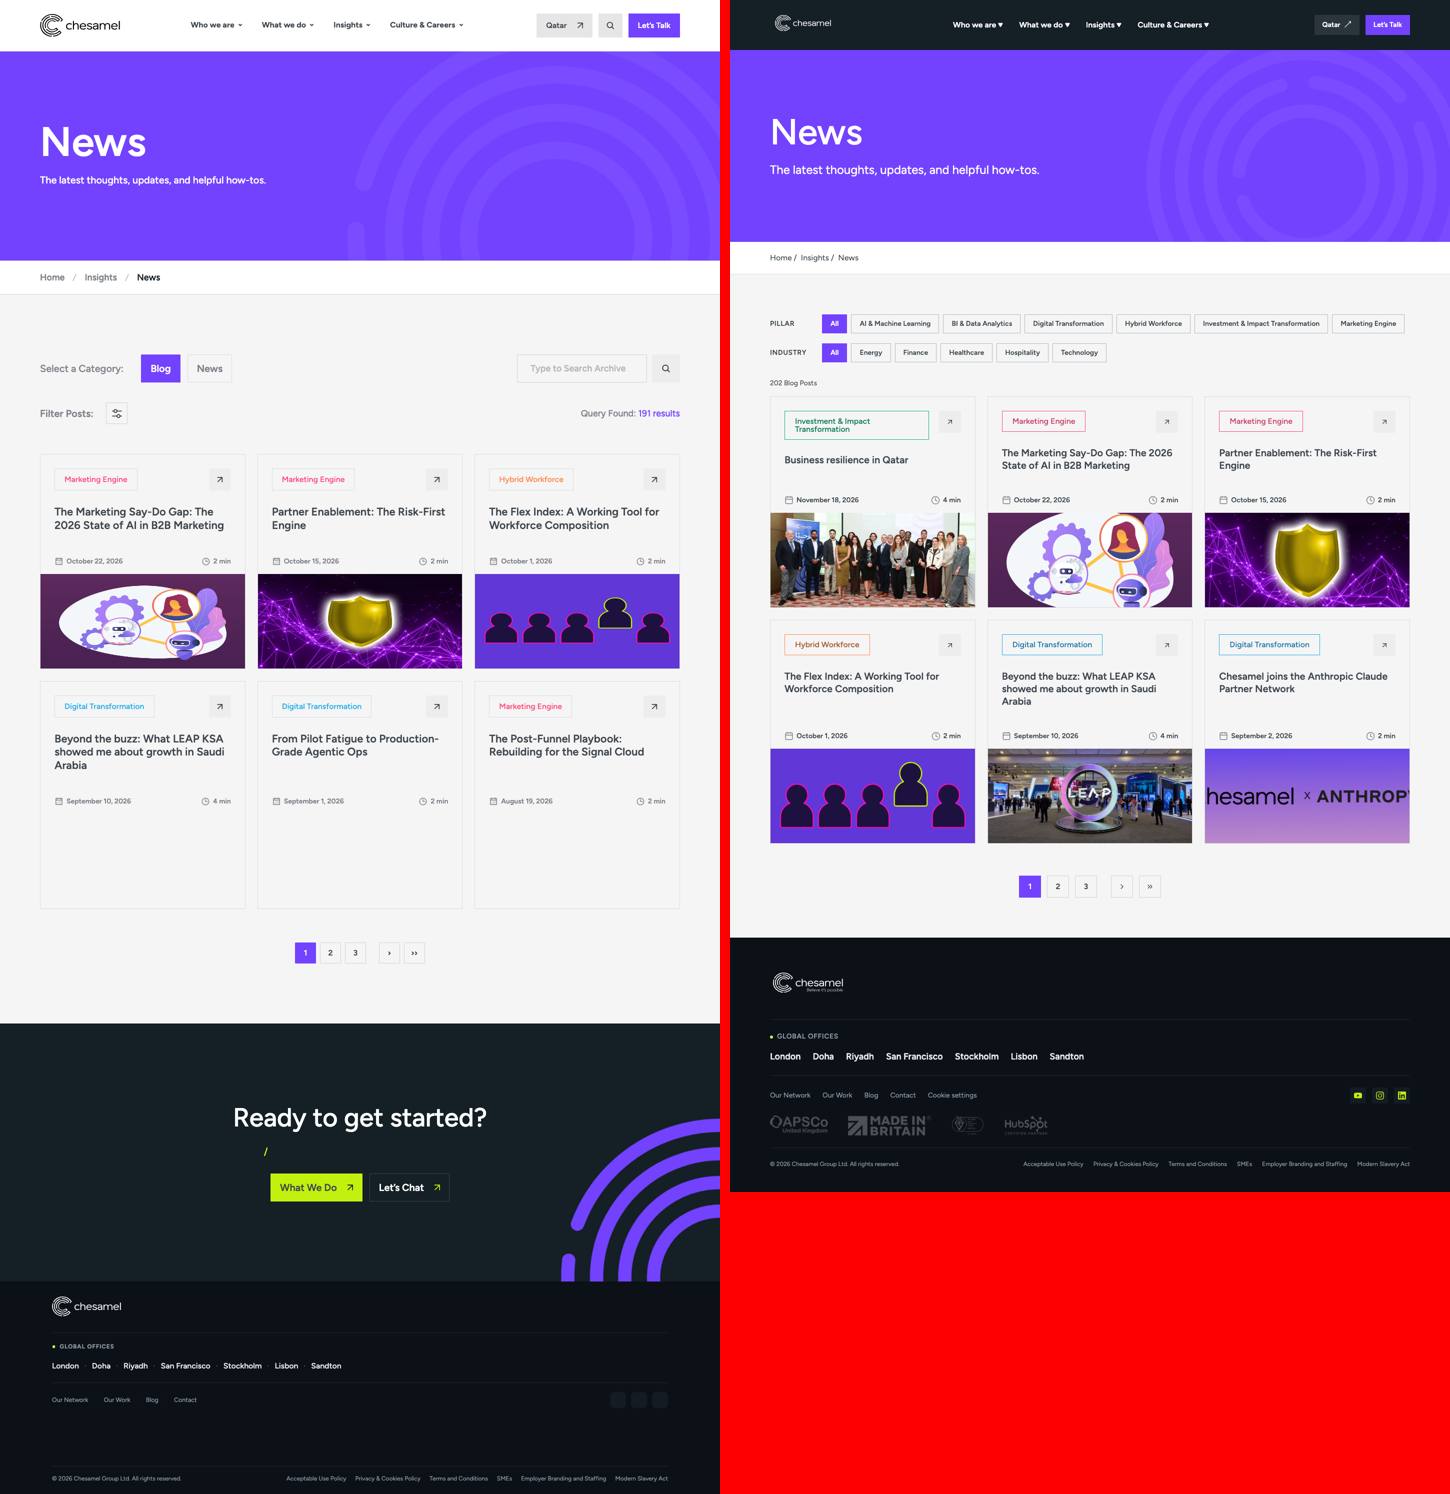 chesamel
Who we are
What we do
Insights
Culture & Careers
Qatar
Let's Talk
News
The latest thoughts, updates, and helpful how-tos.
Home / Insights / News
Select a Category:
Blog
News
Type to Search Archive
Filter Posts:
Query Found: 191 results
Marketing Engine
The Marketing Say-Do Gap: The
2026 State of AI in B2B Marketing
October 22, 2026
2 min
Marketing Engine
Partner Enablement: The Risk-First
Engine
October 15, 2026
2 min
Hybrid Workforce
The Flex Index: A Working Tool for
Workforce Composition
October 1, 2026
2 min
Digital Transformation
Beyond the buzz: What LEAP KSA
showed me about growth in Saudi
Arabia
September 10, 2026
4 min
Digital Transformation
From Pilot Fatigue to Production-
Grade Agentic Ops
September 1, 2026
2 min
Marketing Engine
The Post-Funnel Playbook:
Rebuilding for the Signal Cloud
August 19, 2026
2 min
1 2 3 › ››
Ready to get started?
/
What We Do
Let's Chat
chesamel
GLOBAL OFFICES
London · Doha · Riyadh · San Francisco · Stockholm · Lisbon · Sandton
Our Network
Our Work
Blog
Contact
© 2026 Chesamel Group Ltd. All rights reserved.
Acceptable Use Policy
Privacy & Cookies Policy
Terms and Conditions
SMEs
Employer Branding and Staffing
Modern Slavery Act
chesamel
Who we are ▾
What we do ▾
Insights ▾
Culture & Careers ▾
Qatar
Let's Talk
News
The latest thoughts, updates, and helpful how-tos.
Home / Insights / News
PILLAR
All
AI & Machine Learning
BI & Data Analytics
Digital Transformation
Hybrid Workforce
Investment & Impact Transformation
Marketing Engine
INDUSTRY
All
Energy
Finance
Healthcare
Hospitality
Technology
202 Blog Posts
Investment & Impact
Transformation
Business resilience in Qatar
November 18, 2026
4 min
Marketing Engine
The Marketing Say-Do Gap: The 2026
State of AI in B2B Marketing
October 22, 2026
2 min
Marketing Engine
Partner Enablement: The Risk-First
Engine
October 15, 2026
2 min
Hybrid Workforce
The Flex Index: A Working Tool for
Workforce Composition
October 1, 2026
2 min
Digital Transformation
Beyond the buzz: What LEAP KSA
showed me about growth in Saudi
Arabia
September 10, 2026
4 min
LEAP
Digital Transformation
Chesamel joins the Anthropic Claude
Partner Network
September 2, 2026
2 min
hesamel x ANTHROP
1 2 3 › »
chesamel
Believe it's possible
GLOBAL OFFICES
London
Doha
Riyadh
San Francisco
Stockholm
Lisbon
Sandton
Our Network
Our Work
Blog
Contact
Cookie settings
APSCo
United Kingdom
MADE IN
BRITAIN
HubSpot
CERTIFIED PARTNER
© 2026 Chesamel Group Ltd. All rights reserved.
Acceptable Use Policy
Privacy & Cookies Policy
Terms and Conditions
SMEs
Employer Branding and Staffing
Modern Slavery Act